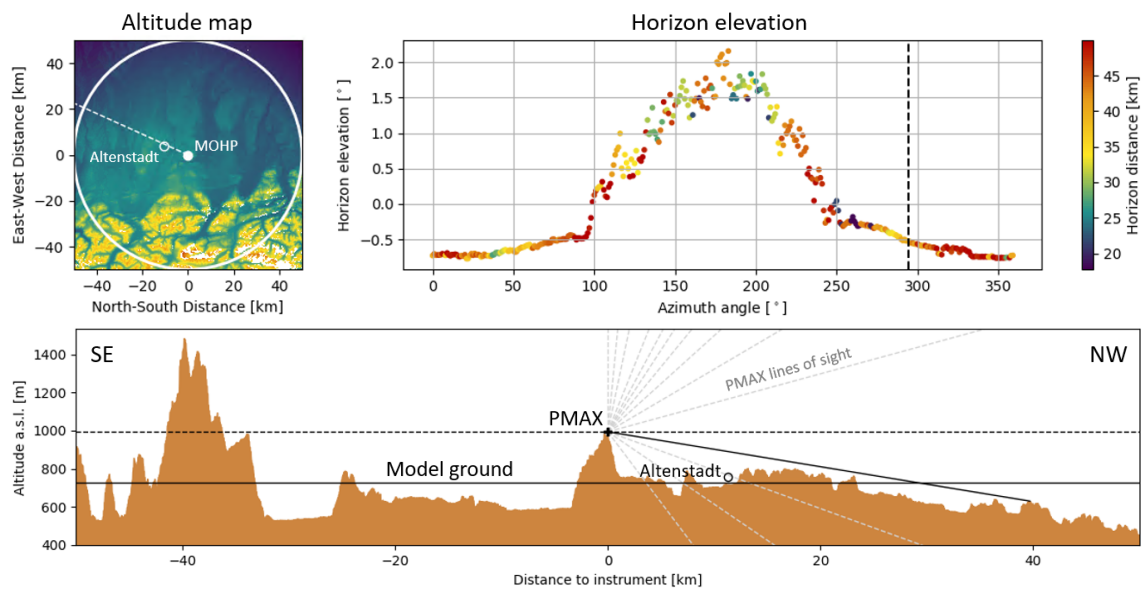 Altitude map
40
20
0
−20
−40
−40
−20
0
20
40
East-West Distance [km]
North-South Distance [km]
MOHP
Altenstadt
Horizon elevation
2.0
1.5
1.0
0.5
0.0
−0.5
0
50
100
150
200
250
300
350
Horizon elevation [°]
Azimuth angle [°]
45
40
35
30
25
20
Horizon distance [km]
SE
NW
1400
1200
1000
800
600
400
Altitude a.s.l. [m]
PMAX lines of sight
PMAX
Altenstadt
Model ground
−40
−20
0
20
40
Distance to instrument [km]